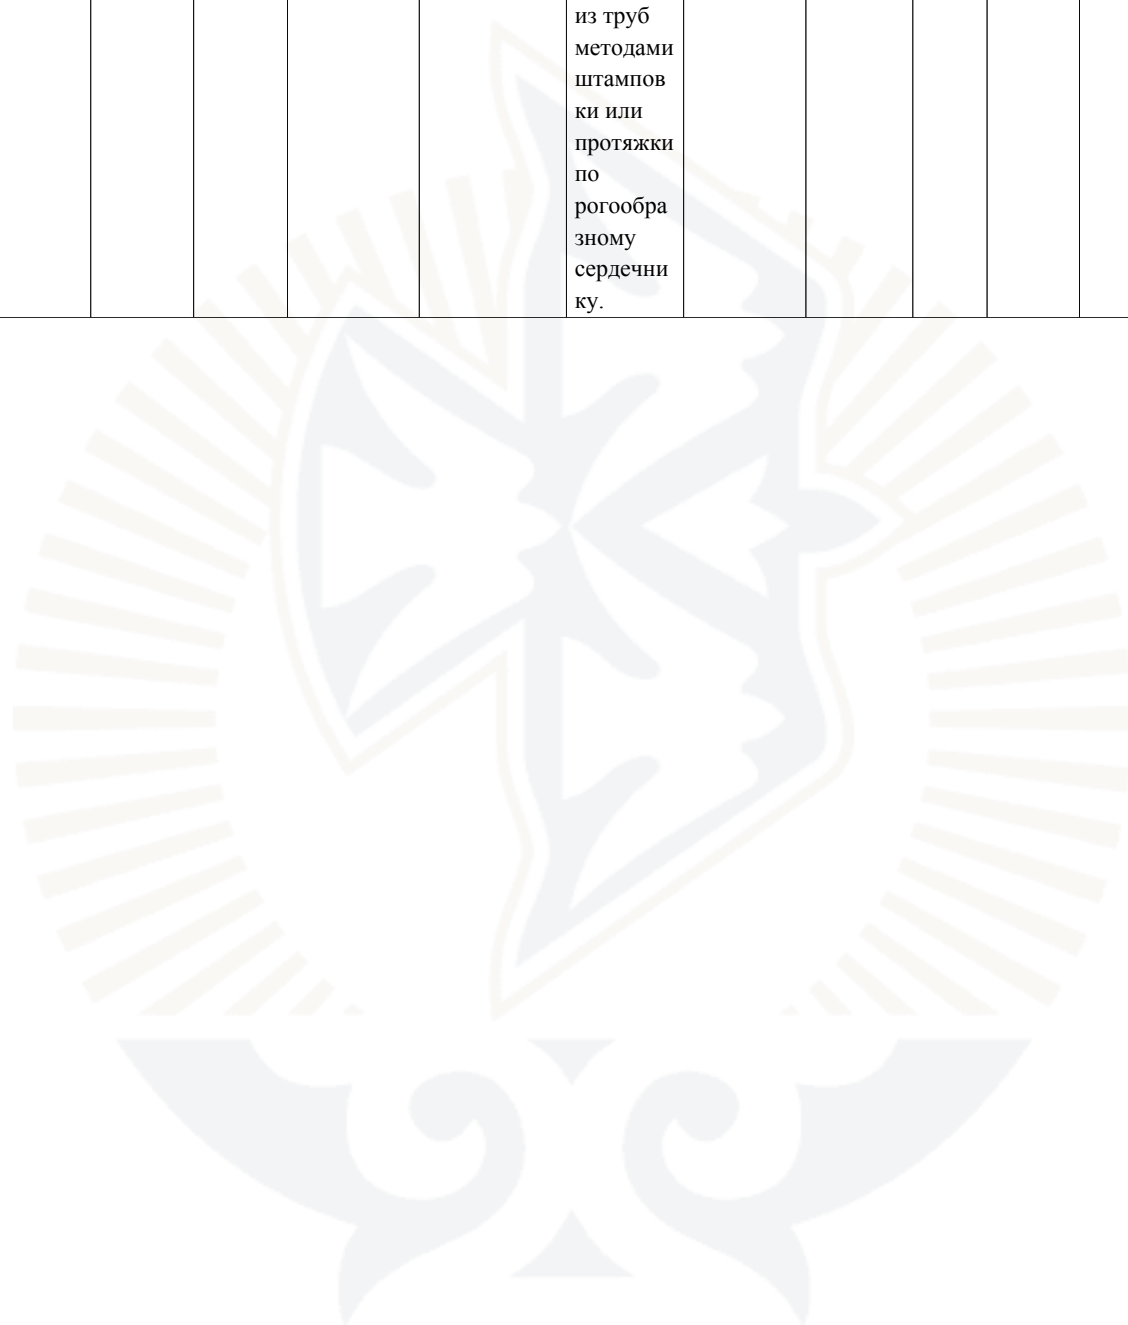 из труб
методами
штампов
ки или
протяжки
по
рогообра
зному
сердечни
ку.